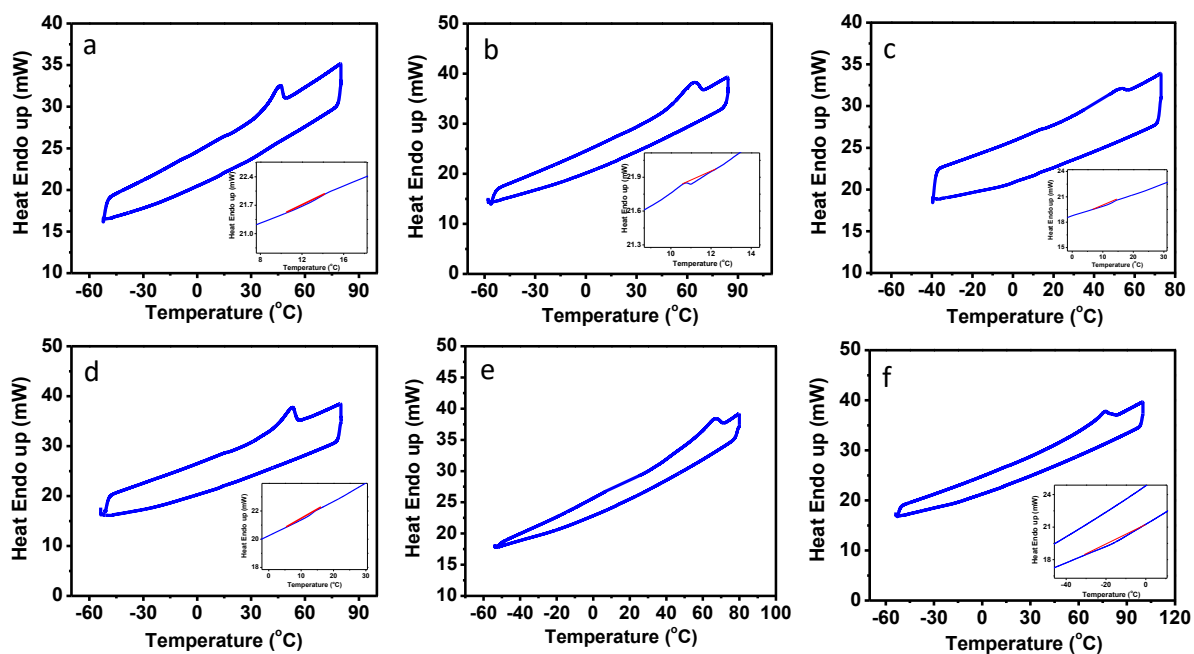 a
Heat Endo up (mW)
40
35
30
25
20
15
10
-60 -30 0 30 60 90
Temperature (°C)
Heat Endo up (mW)
22.4
21.7
21.0
8 12 16
Temperature (°C)
b
Heat Endo up (mW)
50
40
30
20
10
0
-60 -30 0 30 60 90
Temperature (°C)
Heat Endo up (mW)
21.9
21.6
21.3
10 12 14
Temperature (°C)
c
Heat Endo up (mW)
40
35
30
25
20
15
10
-60 -40 -20 0 20 40 60 80
Temperature (°C)
Heat Endo up (mW)
24
21
18
15
0 10 20 30
Temperature (°C)
d
Heat Endo up (mW)
50
40
30
20
10
0
-60 -30 0 30 60 90
Temperature (°C)
Heat Endo up (mW)
22
20
18
0 10 20 30
Temperature (°C)
e
Heat Endo up (mW)
50
45
40
35
30
25
20
15
10
-60 -40 -20 0 20 40 60 80 100
Temperature (°C)
f
Heat Endo up (mW)
50
40
30
20
10
0
-60 -30 0 30 60 90 120
Temperature (°C)
Heat Endo up (mW)
24
21
18
-40 -20 0
Temperature (°C)